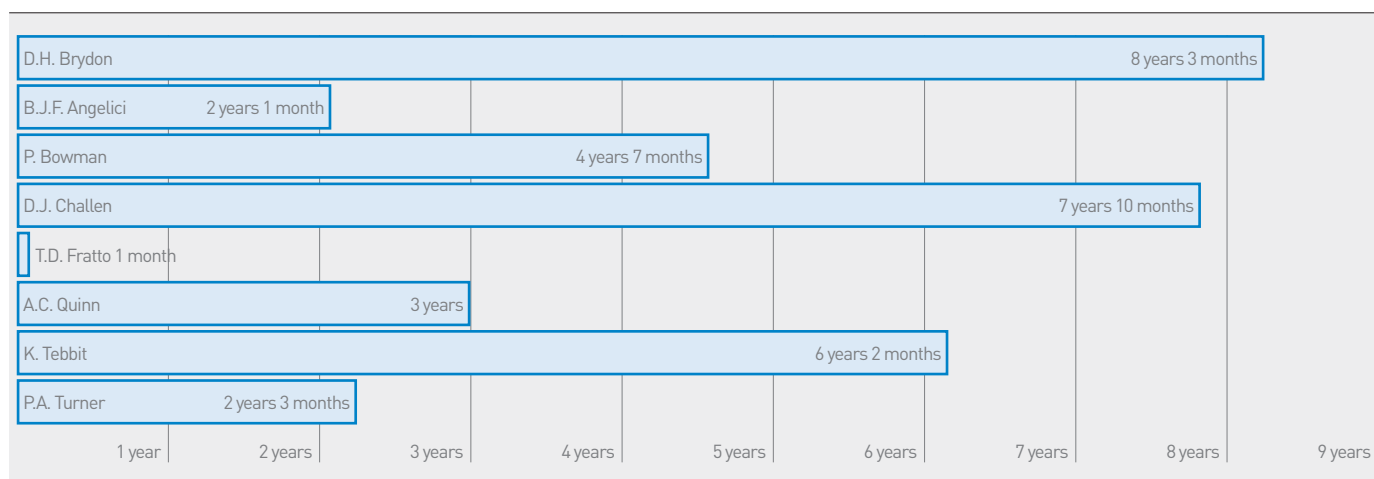 D.H. Brydon 8 years 3 months
B.J.F. Angelici 2 years 1 month
P. Bowman 4 years 7 months
D.J. Challen 7 years 10 months
T.D. Fratto 1 month
A.C. Quinn 3 years
K. Tebbit 6 years 2 months
P.A. Turner 2 years 3 months
1 year 2 years 3 years 4 years 5 years 6 years 7 years 8 years 9 years